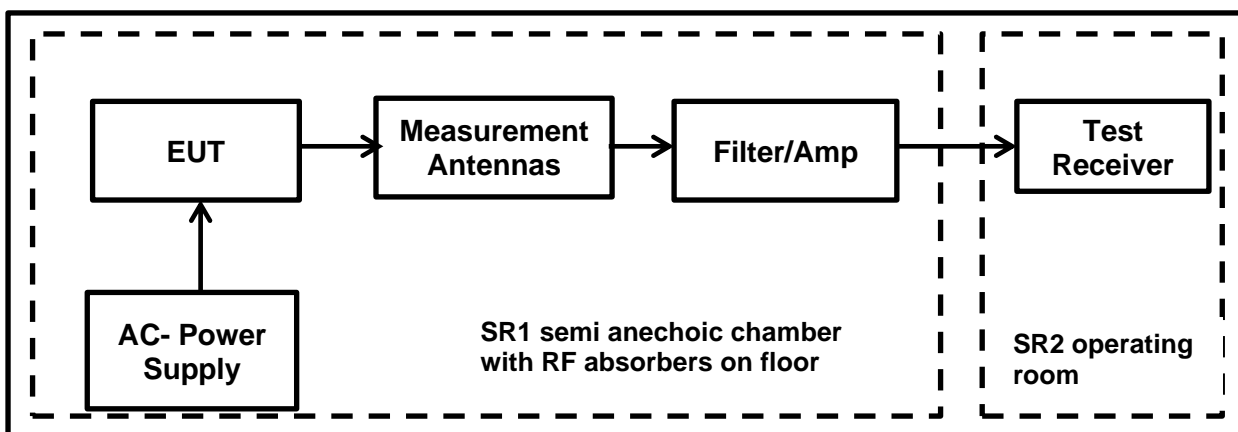 EUT
Measurement
Antennas
Filter/Amp
Test
Receiver
AC- Power
Supply
SR1 semi anechoic chamber
with RF absorbers on floor
SR2 operating
room